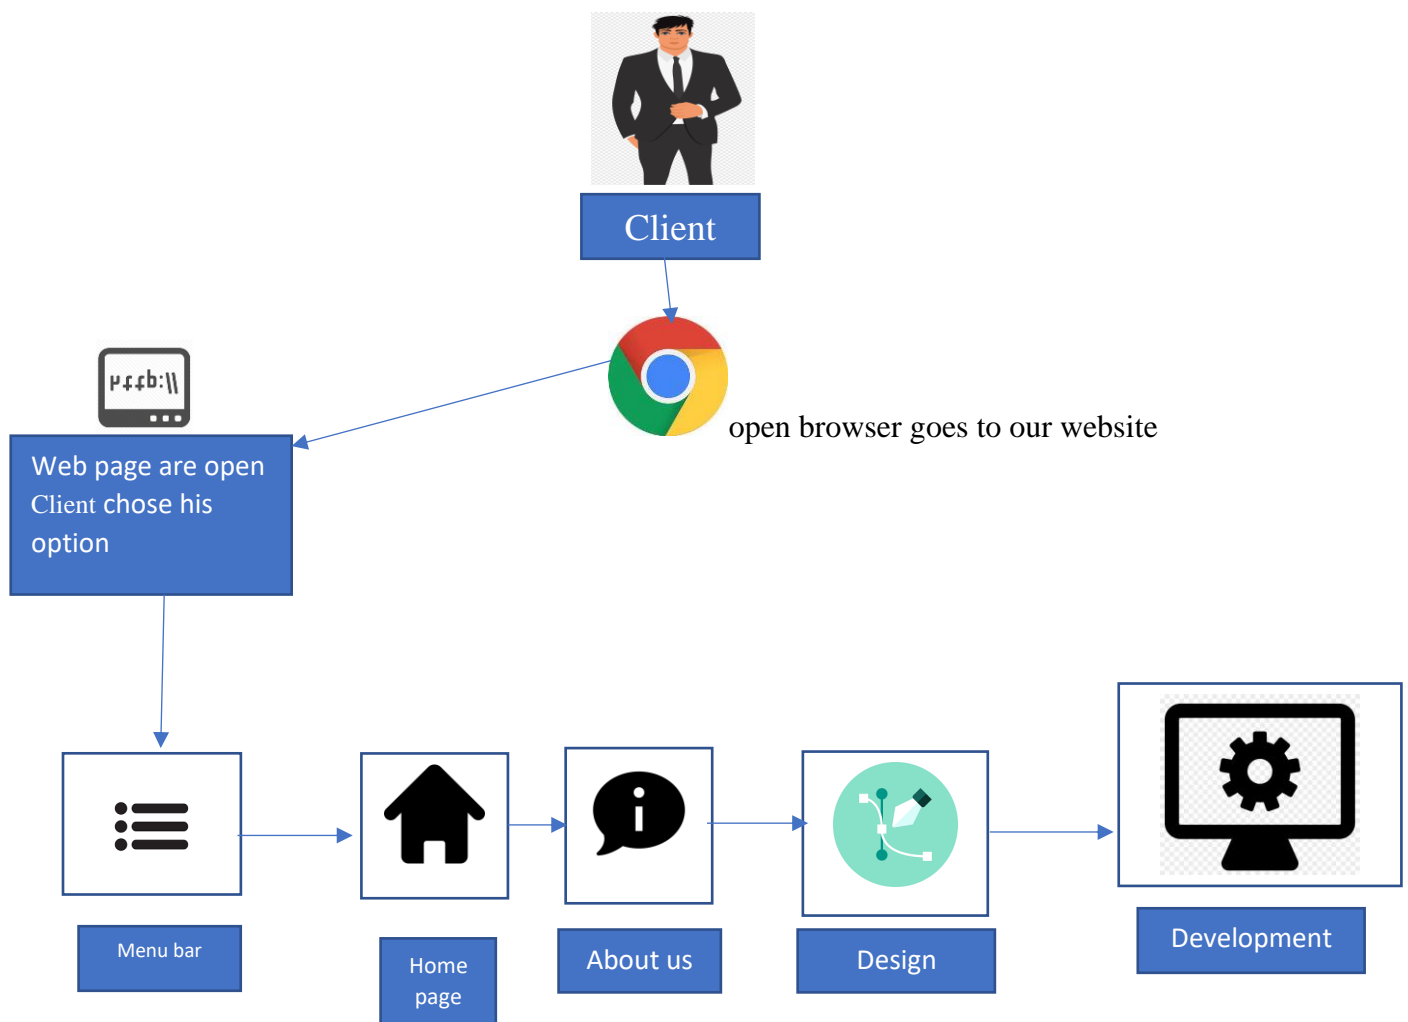 Client
open browser goes to our website
Web page are open
Client chose his
option
Menu bar
Home
page
About us
Design
Development